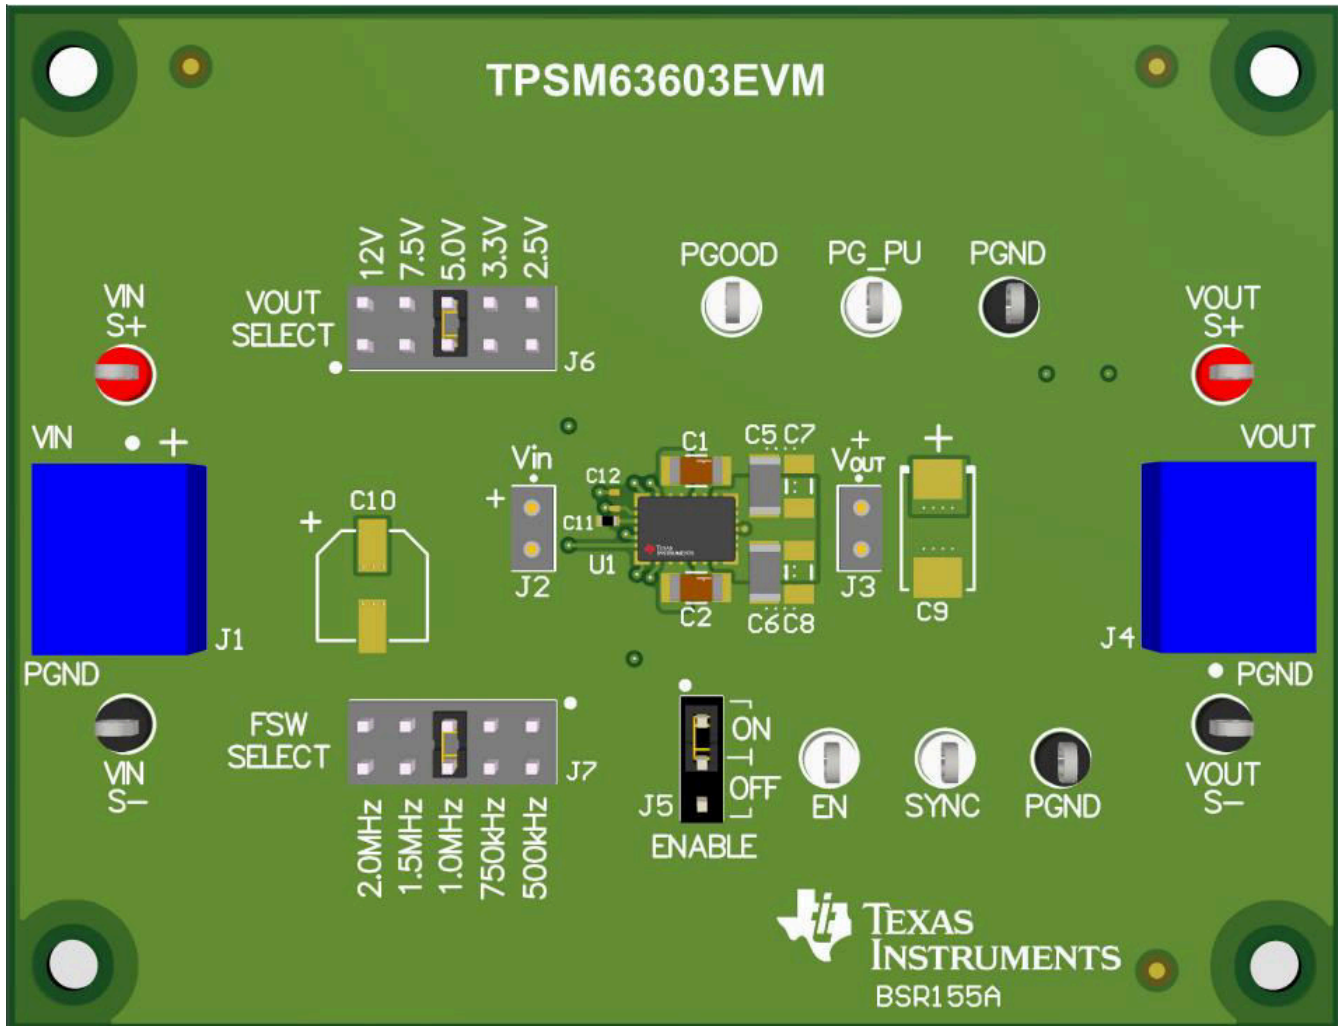 TPSM63603EVM
12V
7.5V
5.0V
3.3V
2.5V
VOUT
SELECT
J6
PGOOD
PG_PU
PGND
VIN
S+
VOUT
S+
VIN
+
J1
PGND
VIN
S-
+
C10
Vin
+
J2
C12
C11
U1
TEXAS
INSTRUMENTS
C1
C2
C5
C7
C6
C8
+
VOUT
J3
+
C9
VOUT
J4
PGND
VOUT
S-
FSW
SELECT
J7
2.0MHz
1.5MHz
1.0MHz
750kHz
500kHz
ON
OFF
J5
ENABLE
EN
SYNC
PGND
TEXAS
INSTRUMENTS
BSR155A